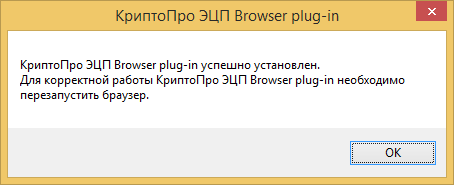 КриптоПро ЭЦП Browser plug-in
КриптоПро ЭЦП Browser plug-in успешно установлен.
Для корректной работы КриптоПро ЭЦП Browser plug-in необходимо
перезапустить браузер.
OK